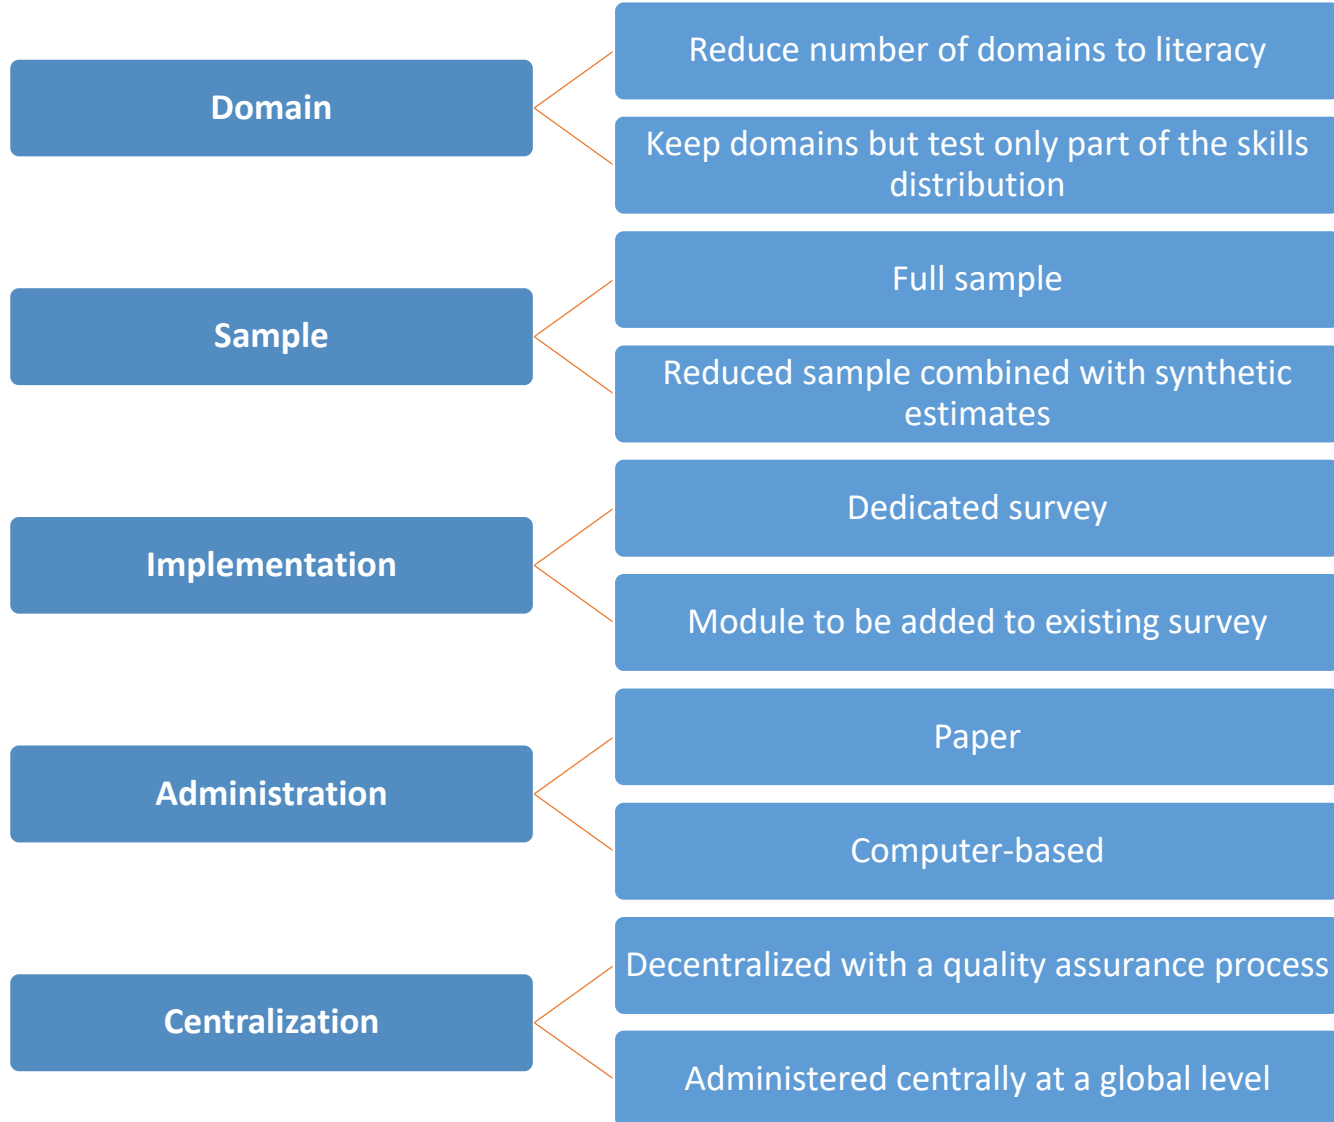 Domain
Reduce number of domains to literacy
Keep domains but test only part of the skills
distribution
Sample
Full sample
Reduced sample combined with synthetic
estimates
Implementation
Dedicated survey
Module to be added to existing survey
Administration
Paper
Computer-based
Centralization
Decentralized with a quality assurance process
Administered centrally at a global level